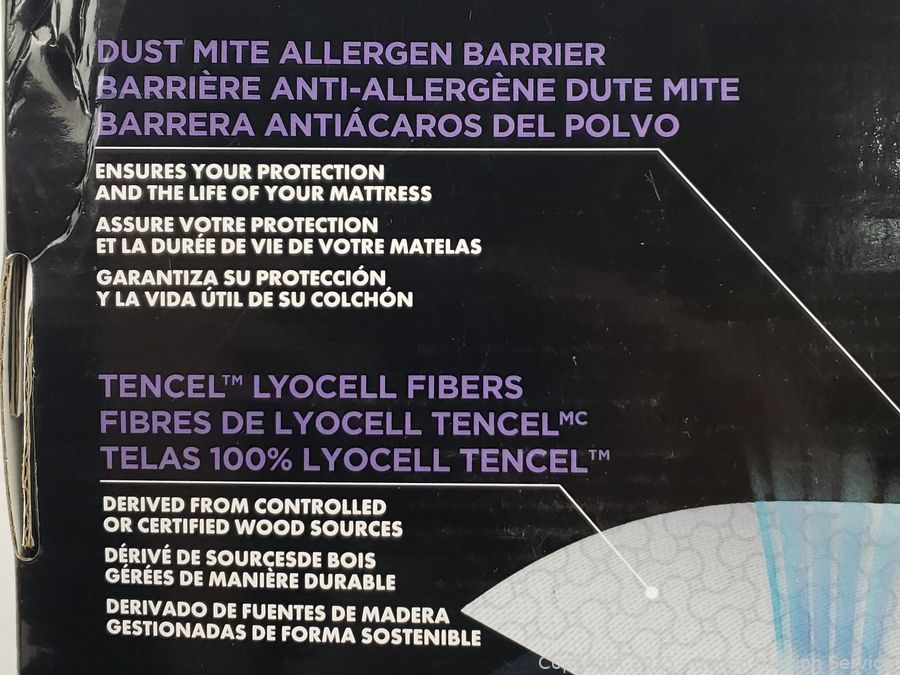 DUST MITE ALLERGEN BARRIER
BARRIÈRE ANTI-ALLERGÈNE DUTE MITE
BARRERA ANTIÁCAROS DEL POLVO
ENSURES YOUR PROTECTION
AND THE LIFE OF YOUR MATTRESS
ASSURE VOTRE PROTECTION
ET LA DURÉE DE VIE DE VOTRE MATELAS
GARANTIZA SU PROTECCIÓN
Y LA VIDA ÚTIL DE SU COLCHÓN
TENCEL™ LYOCELL FIBERS
FIBRES DE LYOCELL TENCELᴹᶜ
TELAS 100% LYOCELL TENCEL™
DERIVED FROM CONTROLLED
OR CERTIFIED WOOD SOURCES
DÉRIVÉ DE SOURCESDE BOIS
GÉRÉES DE MANIÈRE DURABLE
DERIVADO DE FUENTES DE MADERA
GESTIONADAS DE FORMA SOSTENIBLE